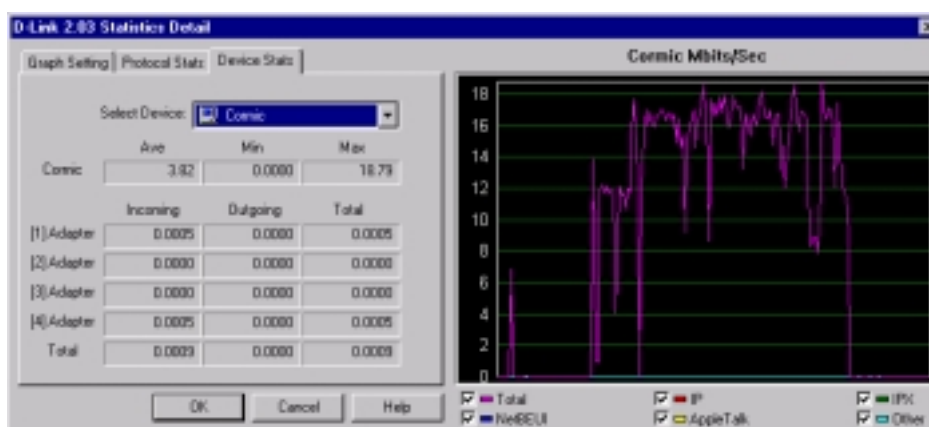 D-Link 2.03 Statistics Detail
Graph Setting Protocol Stats Device Stats
Select Device: Cormic
Ave Min Max
Cormic 3.82 0.0000 18.79
Incoming Outgoing Total
[1].Adapter 0.0005 0.0000 0.0005
[2].Adapter 0.0000 0.0000 0.0000
[3].Adapter 0.0000 0.0000 0.0000
[4].Adapter 0.0005 0.0000 0.0005
Total 0.0009 0.0000 0.0009
OK Cancel Help
Cormic Mbits/Sec
18
16
14
12
10
8
6
4
2
0
Total IP IPX
NetBEUI AppleTalk Other